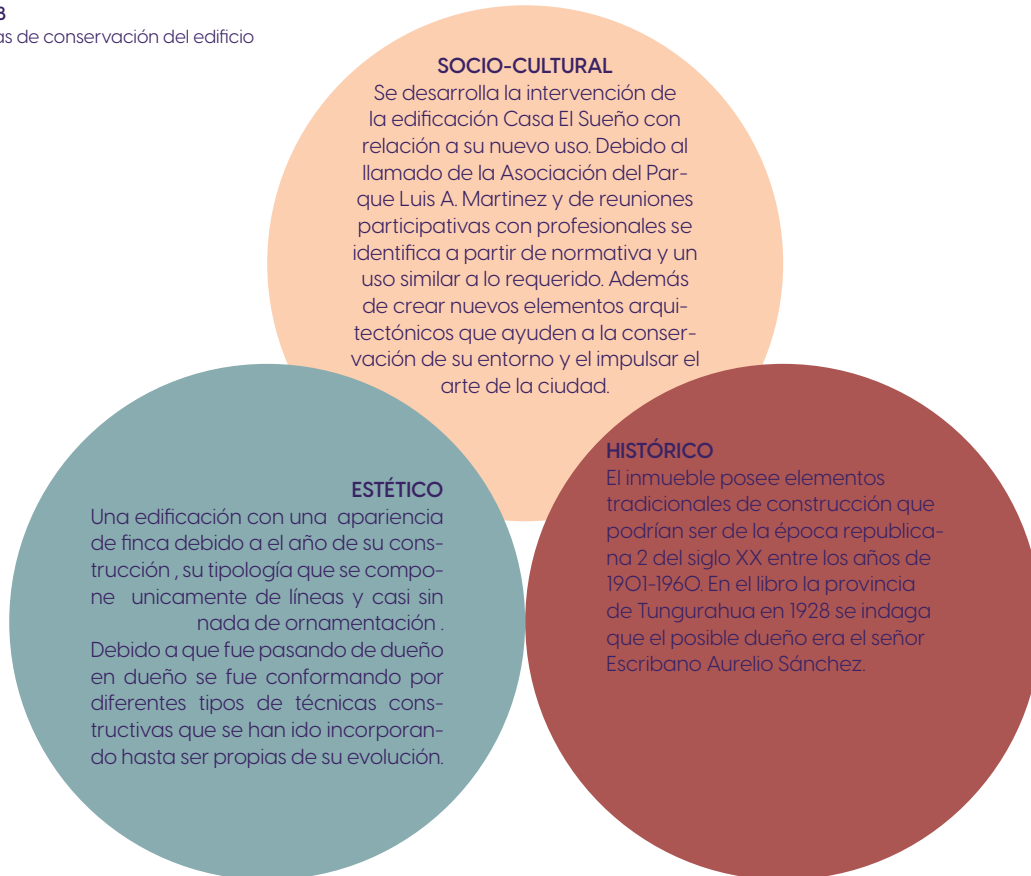 as de conservación del edificio
SOCIO-CULTURAL
Se desarrolla la intervención de
la edificación Casa El Sueño con
relación a su nuevo uso. Debido al
llamado de la Asociación del Par-
que Luis A. Martinez y de reuniones
participativas con profesionales se
identifica a partir de normativa y un
uso similar a lo requerido. Además
de crear nuevos elementos arqui-
tectónicos que ayuden a la conser-
vación de su entorno y el impulsar el
arte de la ciudad.
ESTÉTICO
Una edificación con una apariencia
de finca debido a el año de su cons-
trucción , su tipología que se compo-
ne unicamente de líneas y casi sin
nada de ornamentación .
Debido a que fue pasando de dueño
en dueño se fue conformando por
diferentes tipos de técnicas cons-
tructivas que se han ido incorporan-
do hasta ser propias de su evolución.
HISTÓRICO
El inmueble posee elementos
tradicionales de construcción que
podrían ser de la época republica-
na 2 del siglo XX entre los años de
1901-1960. En el libro la provincia
de Tungurahua en 1928 se indaga
que el posible dueño era el señor
Escribano Aurelio Sánchez.